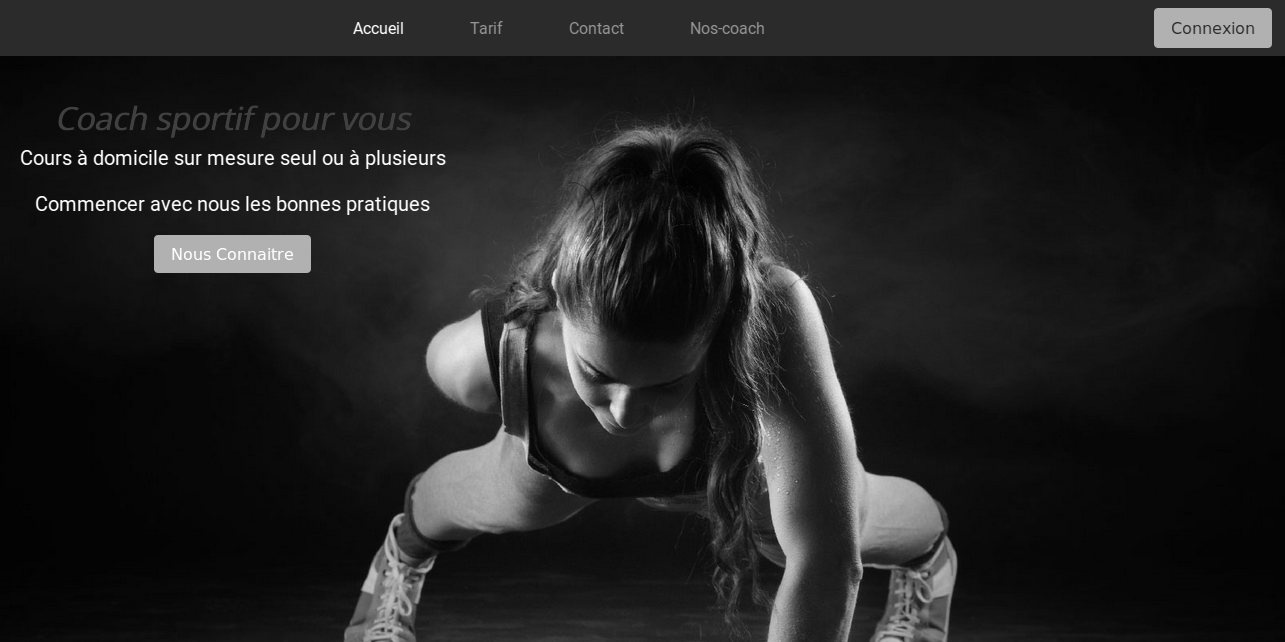 Accueil Tarif Contact Nos-coach Connexion
Coach sportif pour vous
Cours à domicile sur mesure seul ou à plusieurs
Commencer avec nous les bonnes pratiques
Nous Connaitre